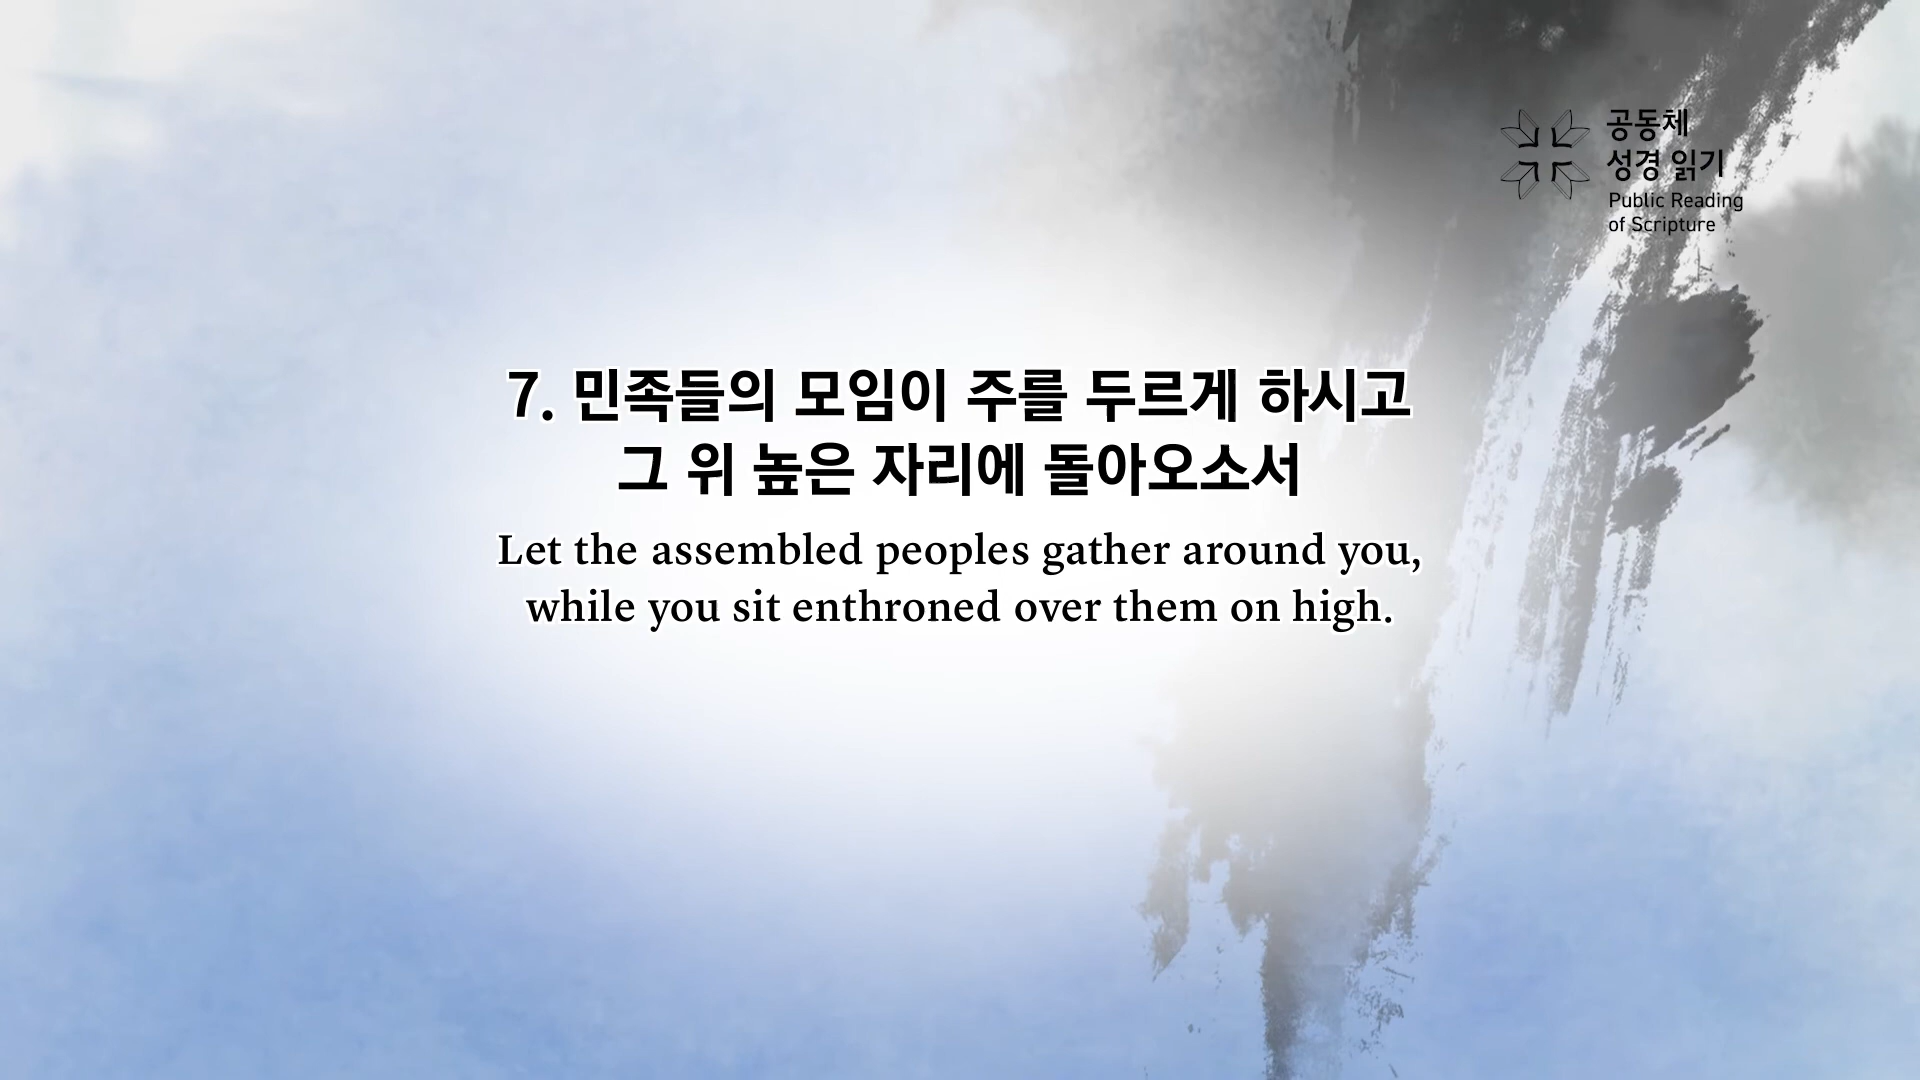 공동체
성경 읽기
Public Reading
of Scripture
7. 민족들의 모임이 주를 두르게 하시고
그 위 높은 자리에 돌아오소서
Let the assembled peoples gather around you,
while you sit enthroned over them on high.